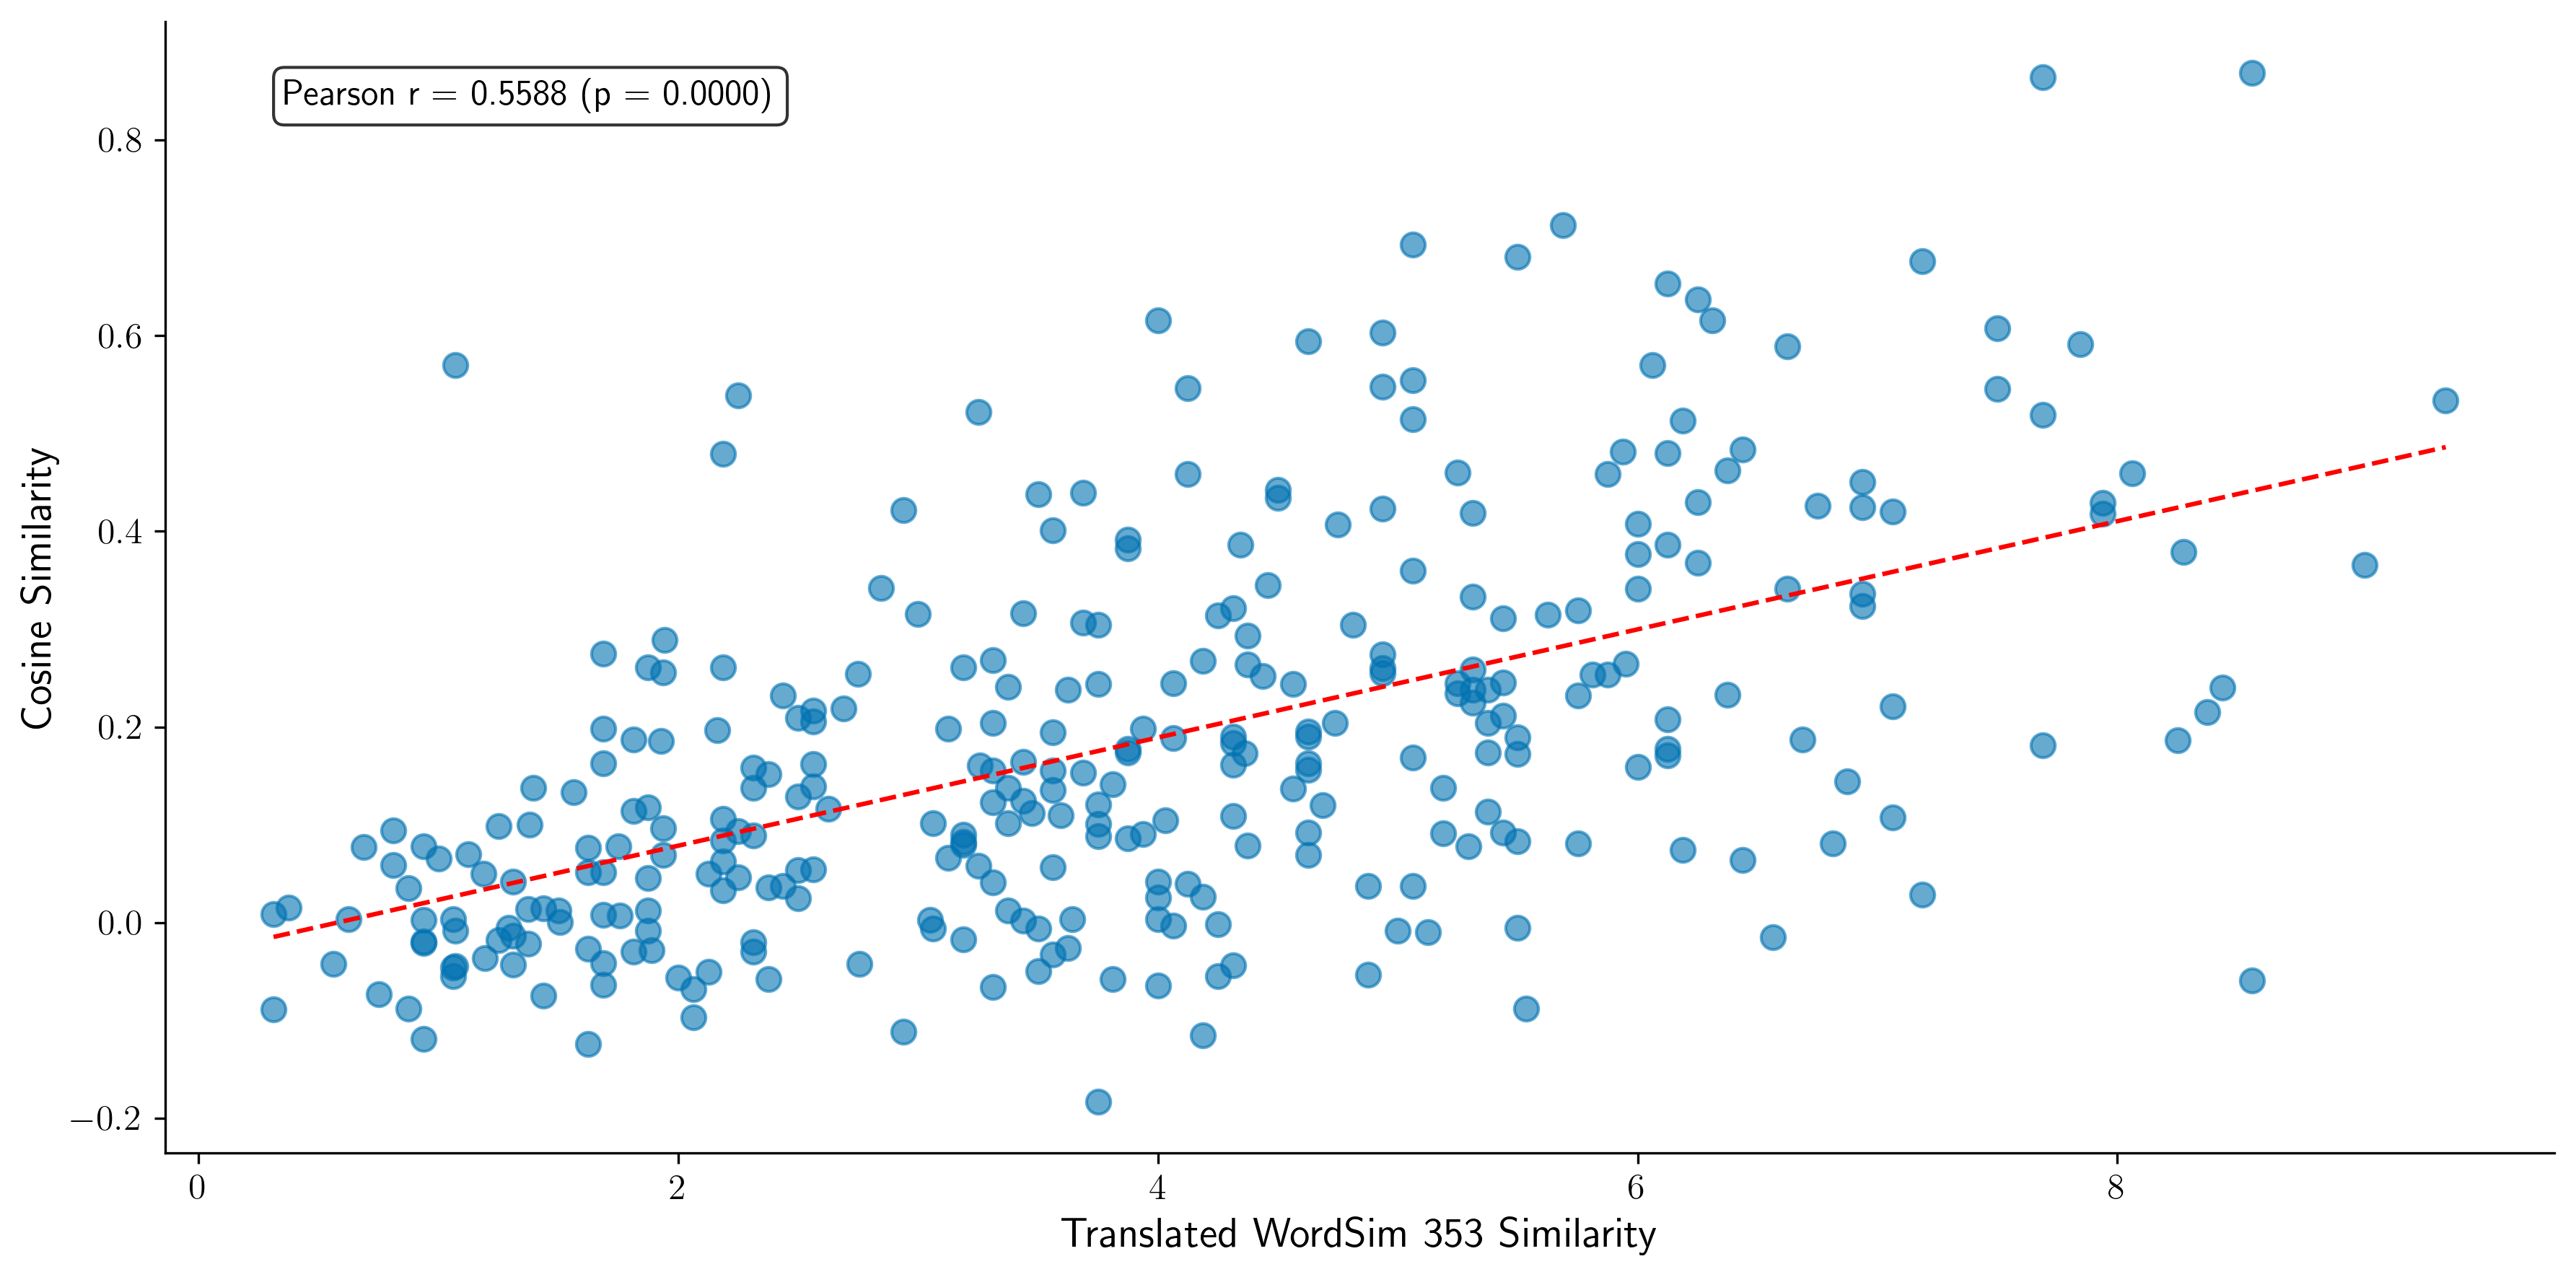 Pearson r = 0.5588 (p = 0.0000)
0.8
0.6
0.4
0.2
0.0
−0.2
0 2 4 6 8
Cosine Similarity
Translated WordSim 353 Similarity